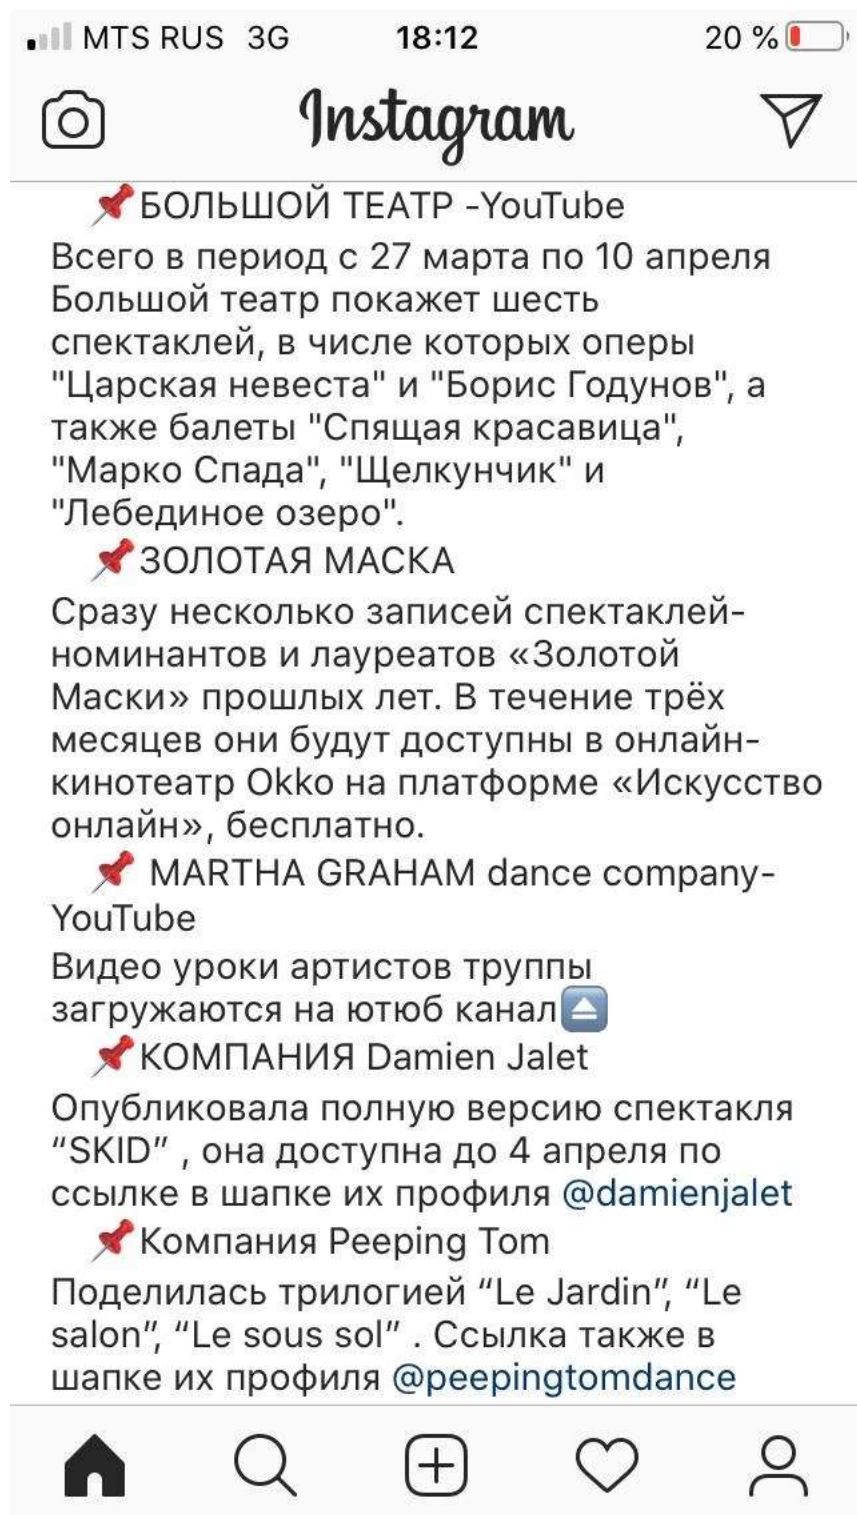 MTS RUS 3G 18:12 20 %
Instagram
📌БОЛЬШОЙ ТЕАТР -YouTube
Всего в период с 27 марта по 10 апреля
Большой театр покажет шесть
спектаклей, в числе которых оперы
"Царская невеста" и "Борис Годунов", а
также балеты "Спящая красавица",
"Марко Спада", "Щелкунчик" и
"Лебединое озеро".
📌ЗОЛОТАЯ МАСКА
Сразу несколько записей спектаклей-
номинантов и лауреатов «Золотой
Маски» прошлых лет. В течение трёх
месяцев они будут доступны в онлайн-
кинотеатр Okko на платформе «Искусство
онлайн», бесплатно.
📌 MARTHA GRAHAM dance company-
YouTube
Видео уроки артистов труппы
загружаются на ютюб канал⏏️
📌КОМПАНИЯ Damien Jalet
Опубликовала полную версию спектакля
“SKID” , она доступна до 4 апреля по
ссылке в шапке их профиля @damienjalet
📌Компания Peeping Tom
Поделилась трилогией “Le Jardin”, “Le
salon”, “Le sous sol” . Ссылка также в
шапке их профиля @peepingtomdance